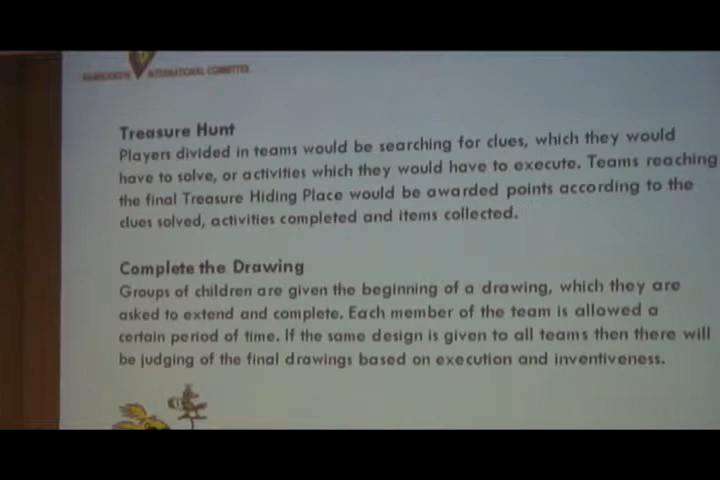 INTERNATIONAL COMMITTEE
Treasure Hunt
Players divided in teams would be searching for clues, which they would
have to solve, or activities which they would have to execute. Teams reaching
the final Treasure Hiding Place would be awarded points according to the
clues solved, activities completed and items collected.
Complete the Drawing
Groups of children are given the beginning of a drawing, which they are
asked to extend and complete. Each member of the team is allowed a
certain period of time. If the same design is given to all teams then there will
be judging of the final drawings based on execution and inventiveness.